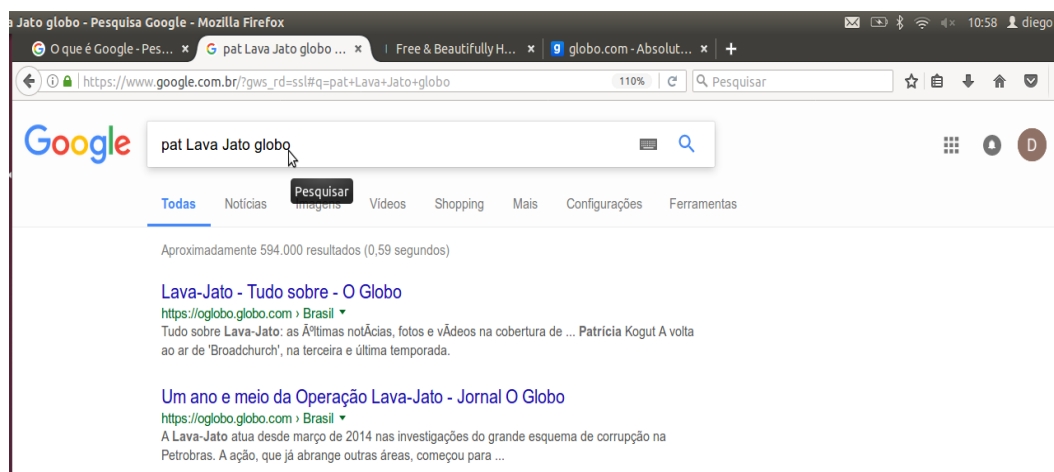 a Jato globo - Pesquisa Google - Mozilla Firefox 10:58 diego
O que é Google - Pes... × pat Lava Jato globo ... × Free & Beautifully H... × globo.com - Absolut... × +
https://www.google.com.br/?gws_rd=ssl#q=pat+Lava+Jato+globo 110% Pesquisar
Google pat Lava Jato globo D
Pesquisar
Todas Notícias Imagens Vídeos Shopping Mais Configurações Ferramentas
Aproximadamente 594.000 resultados (0,59 segundos)
Lava-Jato - Tudo sobre - O Globo
https://oglobo.globo.com › Brasil
Tudo sobre Lava-Jato: as Ãºltimas notÃcias, fotos e vÃdeos na cobertura de ... Patrícia Kogut A volta
ao ar de 'Broadchurch', na terceira e última temporada.
Um ano e meio da Operação Lava-Jato - Jornal O Globo
https://oglobo.globo.com › Brasil
A Lava-Jato atua desde março de 2014 nas investigações do grande esquema de corrupção na
Petrobras. A ação, que já abrange outras áreas, começou para ...